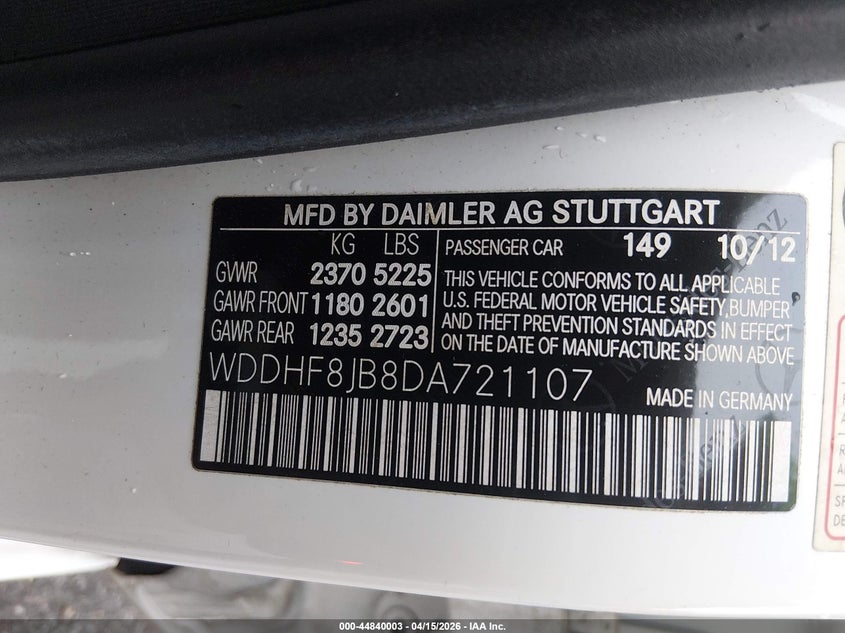 MFD BY DAIMLER AG STUTTGART
KG LBS
GVWR 2370 5225
GAWR FRONT 1180 2601
GAWR REAR 1235 2723
PASSENGER CAR 149 10/12
THIS VEHICLE CONFORMS TO ALL APPLICABLE
U.S. FEDERAL MOTOR VEHICLE SAFETY, BUMPER
AND THEFT PREVENTION STANDARDS IN EFFECT
ON THE DATE OF MANUFACTURE SHOWN ABOVE
WDDHF8JB8DA721107
MADE IN GERMANY
000-44840003 - 04/15/2026 - IAA Inc.